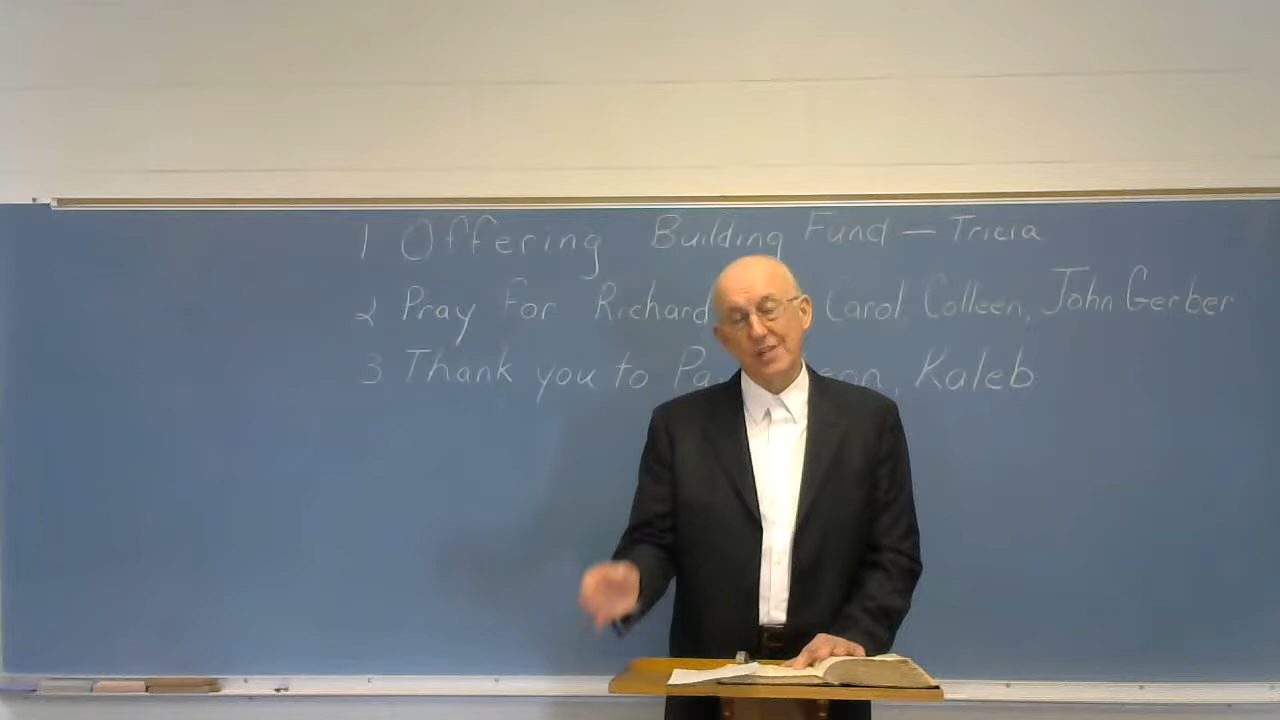 1 Offering Building Fund — Tricia
2 Pray For Richard Carol, Colleen, John Gerber
3 Thank you to Kaleb